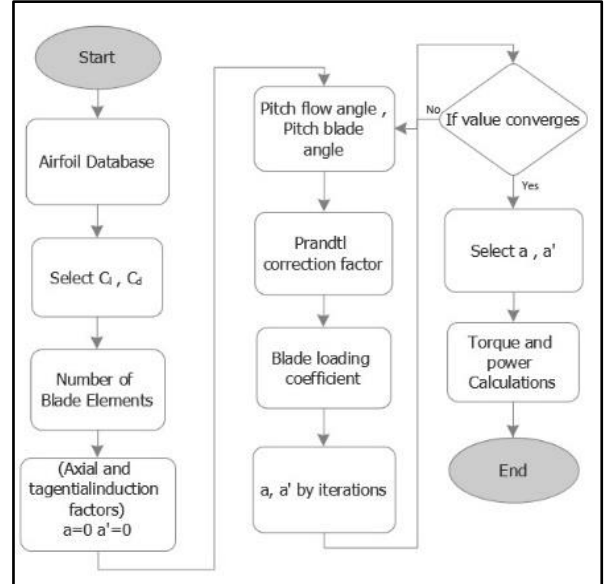 Start
Airfoil Database
Select Cl , Cd
Number of
Blade Elements
(Axial and
tagentialinduction
factors)
a=0 a'=0
Pitch flow angle ,
Pitch blade
angle
Prandtl
correction factor
Blade loading
coefficient
a, a' by iterations
If value converges
No
Yes
Select a , a'
Torque and
power
Calculations
End